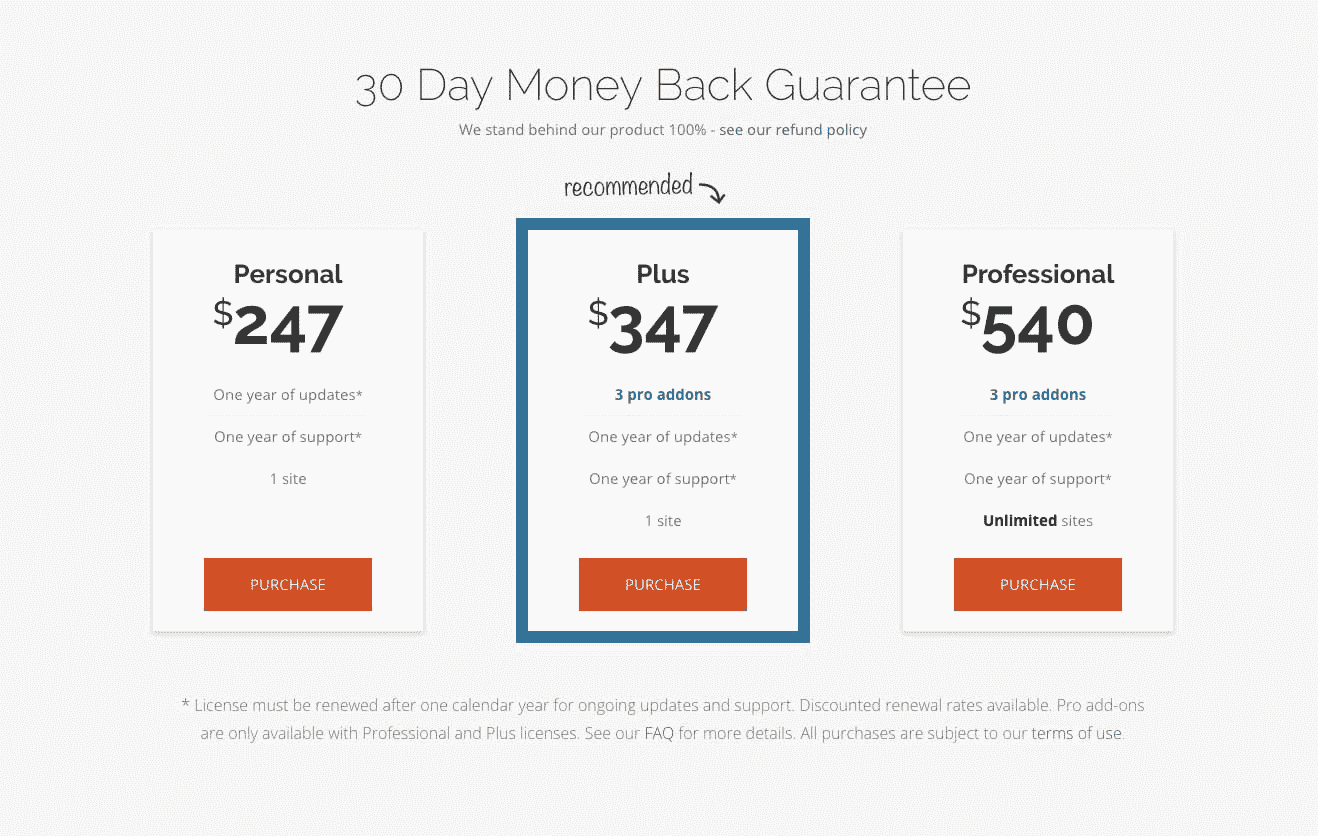 30 Day Money Back Guarantee
We stand behind our product 100% - see our refund policy
recommended
Personal
$247
One year of updates*
One year of support*
1 site
PURCHASE
Plus
$347
3 pro addons
One year of updates*
One year of support*
1 site
PURCHASE
Professional
$540
3 pro addons
One year of updates*
One year of support*
Unlimited sites
PURCHASE
* License must be renewed after one calendar year for ongoing updates and support. Discounted renewal rates available. Pro add-ons
are only available with Professional and Plus licenses. See our FAQ for more details. All purchases are subject to our terms of use.